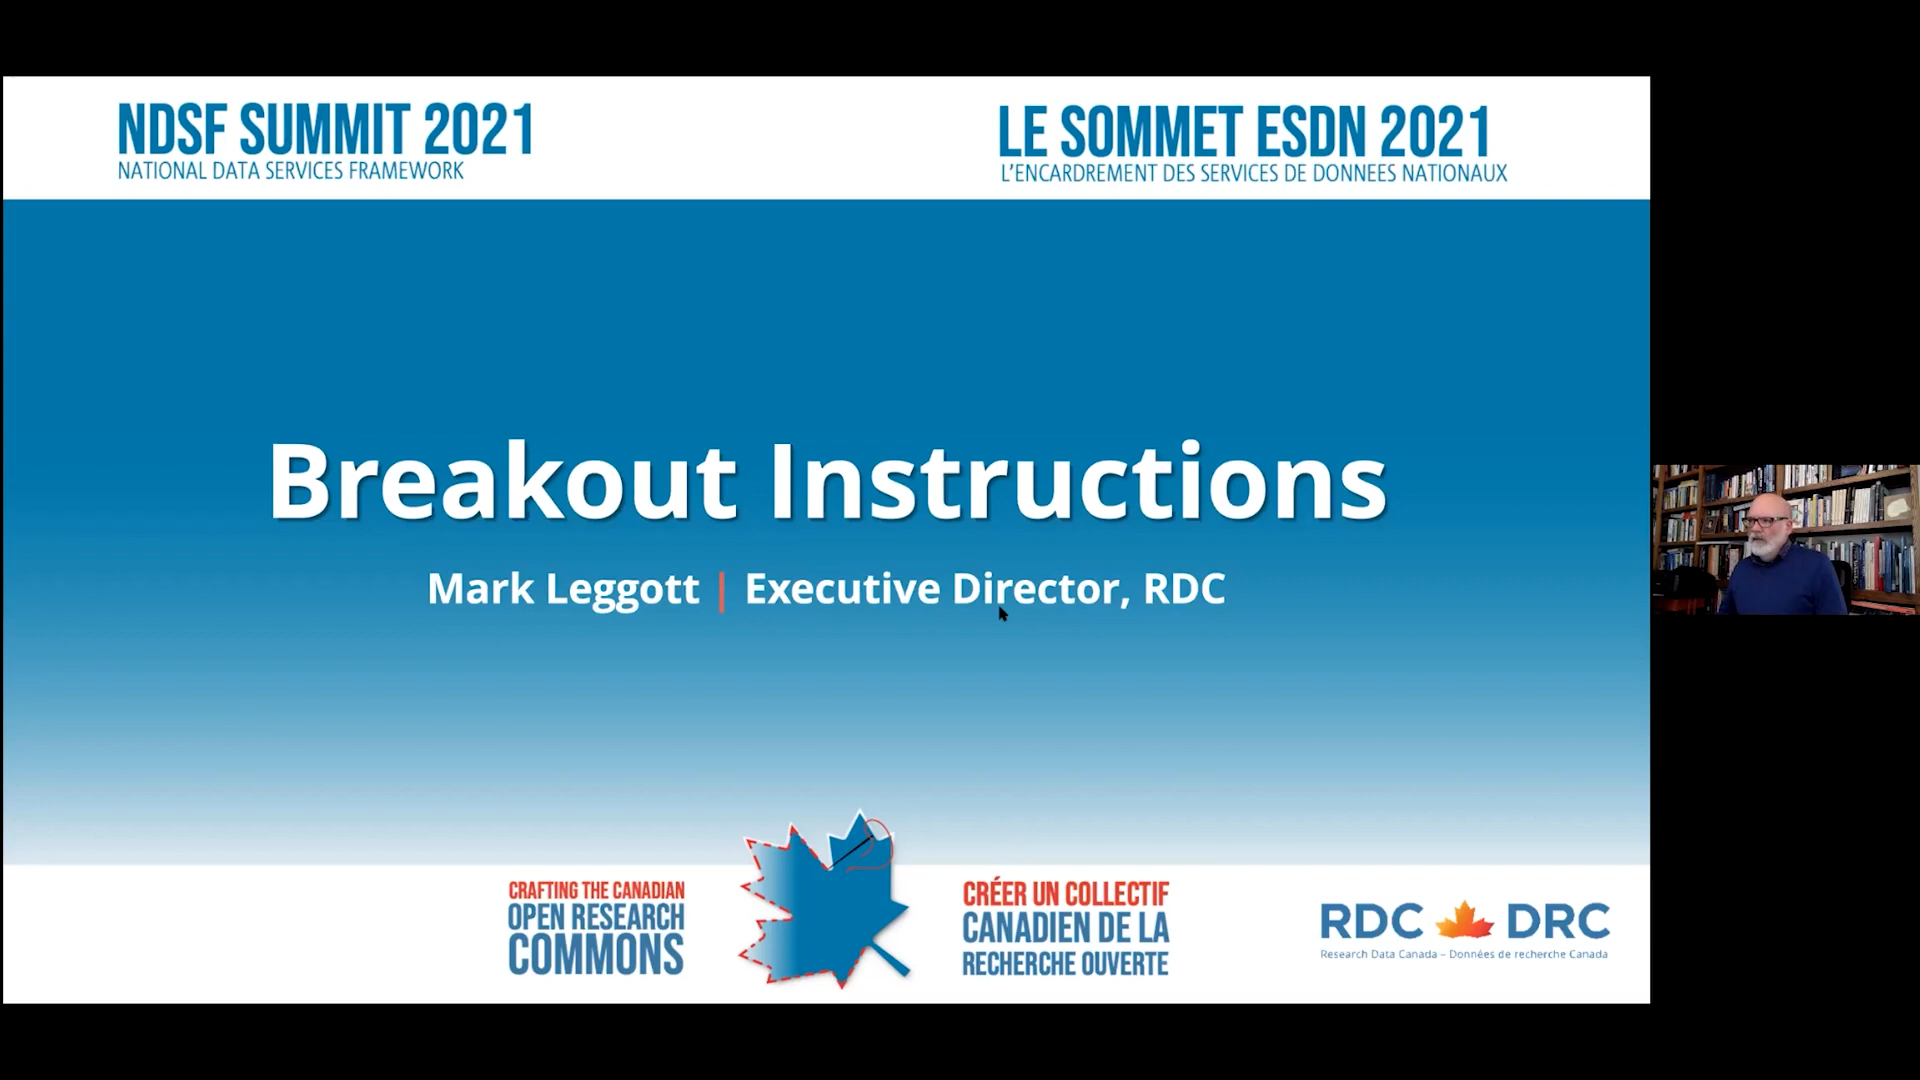 NDSF SUMMIT 2021
NATIONAL DATA SERVICES FRAMEWORK
LE SOMMET ESDN 2021
L'ENCARDREMENT DES SERVICES DE DONNEES NATIONAUX
Breakout Instructions
Mark Leggott | Executive Director, RDC
CRAFTING THE CANADIAN
OPEN RESEARCH
COMMONS
CRÉER UN COLLECTIF
CANADIEN DE LA
RECHERCHE OUVERTE
RDC DRC
Research Data Canada – Données de recherche Canada